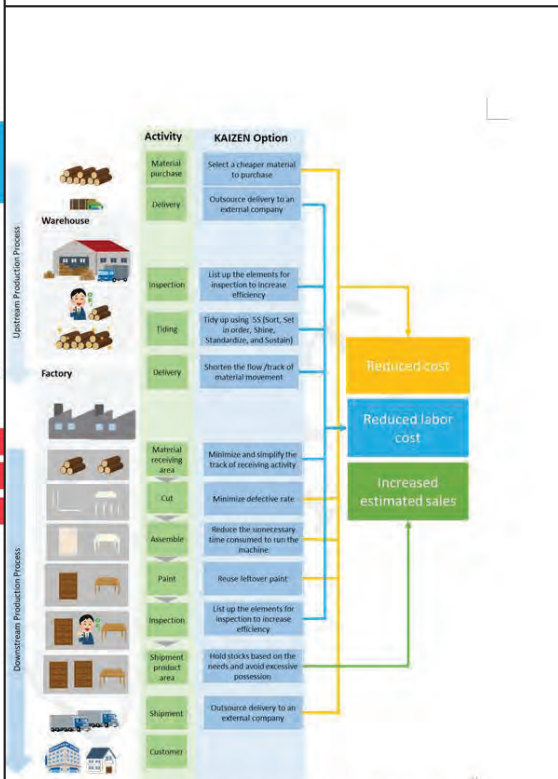 Activity
KAIZEN Option
Material
purchase
Select a cheaper material
to purchase
Delivery
Outsource delivery to an
external company
Warehouse
Inspection
List up the elements for
inspection to increase
efficiency
Tiding
Tidy up using 5S (Sort, Set
in order, Shine,
Standardize, and Sustain)
Delivery
Shorten the flow /track of
material movement
Upstream Production Process
Factory
Material
receiving
area
Minimize and simplify the
track of receiving activity
Cut
Minimize defective rate
Assemble
Reduce the unnecessary
time consumed to run the
machine
Paint
Reuse leftover paint
Inspection
List up the elements for
inspection to increase
efficiency
Shipment
product
area
Hold stocks based on the
needs and avoid excessive
possession
Shipment
Outsource delivery to an
external company
Customer
Downstream Production Process
Reduced cost
Reduced labor
cost
Increased
estimated sales